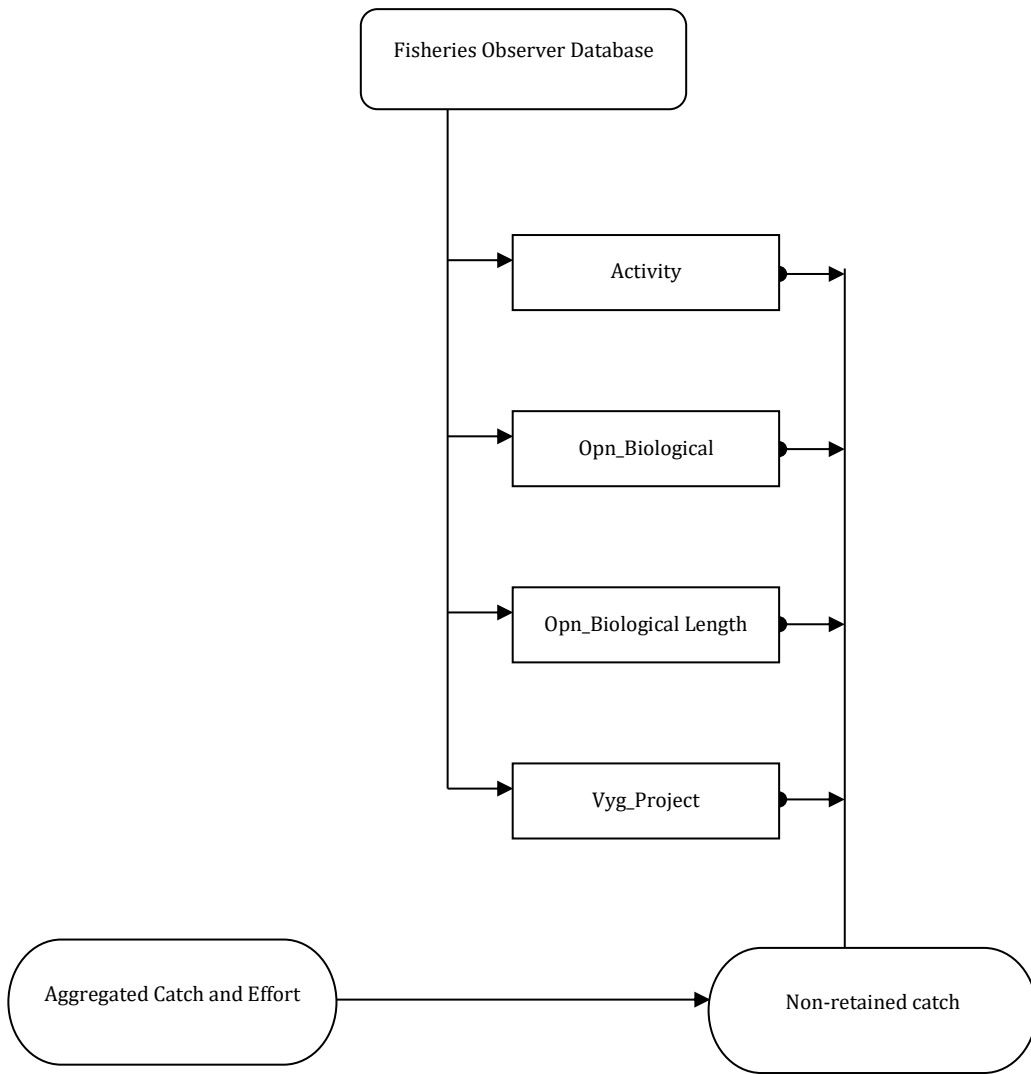 Fisheries Observer Database
Activity
Opn_Biological
Opn_Biological Length
Vyg_Project
Aggregated Catch and Effort
Non-retained catch